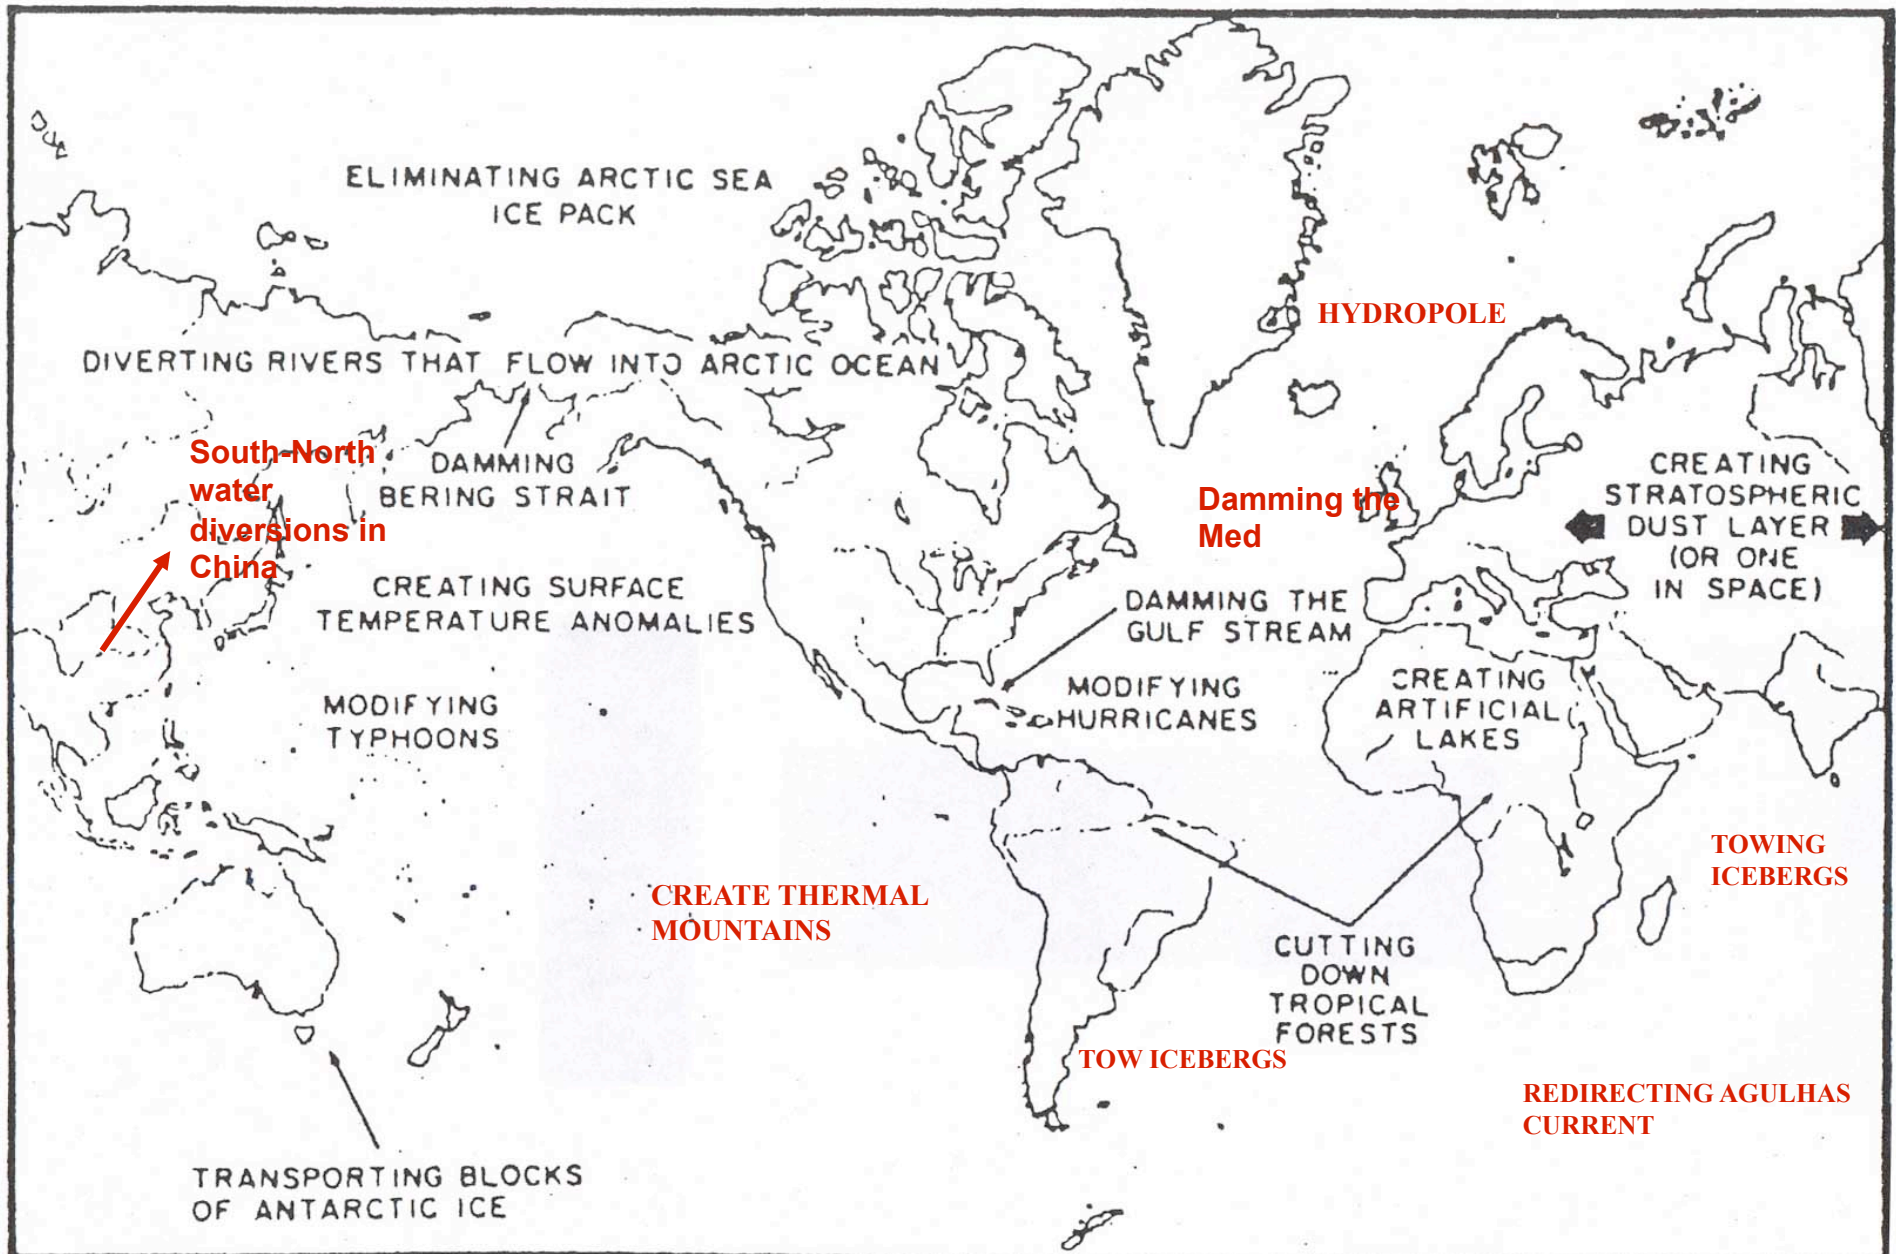 ELIMINATING ARCTIC SEA
ICE PACK
HYDROPOLE
DIVERTING RIVERS THAT FLOW INTO ARCTIC OCEAN
South-North
water
diversions in
China
DAMMING
BERING STRAIT
Damming the
Med
CREATING
STRATOSPHERIC
DUST LAYER
(OR ONE
IN SPACE)
CREATING SURFACE
TEMPERATURE ANOMALIES
DAMMING THE
GULF STREAM
MODIFYING
TYPHOONS
MODIFYING
HURRICANES
CREATING
ARTIFICIAL
LAKES
TOWING
ICEBERGS
CREATE THERMAL
MOUNTAINS
CUTTING
DOWN
TROPICAL
FORESTS
TOW ICEBERGS
REDIRECTING AGULHAS
CURRENT
TRANSPORTING BLOCKS
OF ANTARCTIC ICE